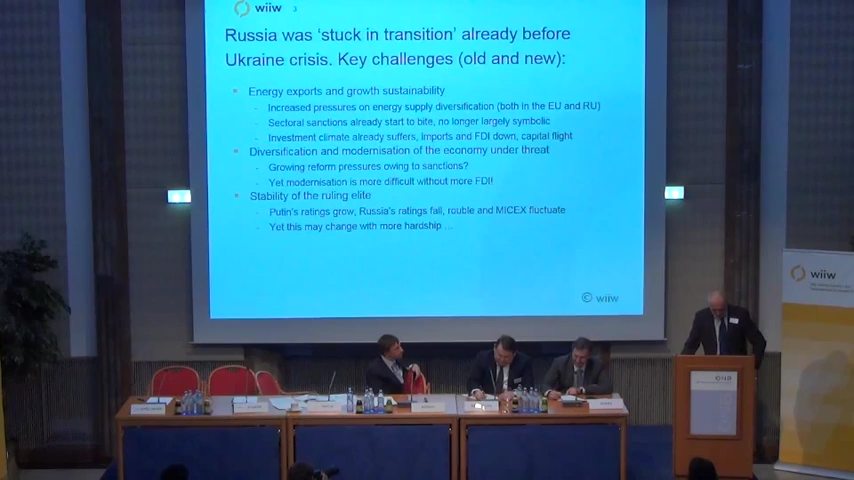 wiiw 3
Russia was 'stuck in transition' already before
Ukraine crisis. Key challenges (old and new):
Energy exports and growth sustainability
Increased pressures on energy supply diversification (both in the EU and RU)
Sectoral sanctions already start to bite, no longer largely symbolic
Investment climate already suffers, imports and FDI down, capital flight
Diversification and modernisation of the economy under threat
Growing reform pressures owing to sanctions?
Yet modernisation is more difficult without more FDI!
Stability of the ruling elite
Putin's ratings grow, Russia's ratings fall, rouble and MICEX fluctuate
Yet this may change with more hardship ...
© wiiw
wiiw